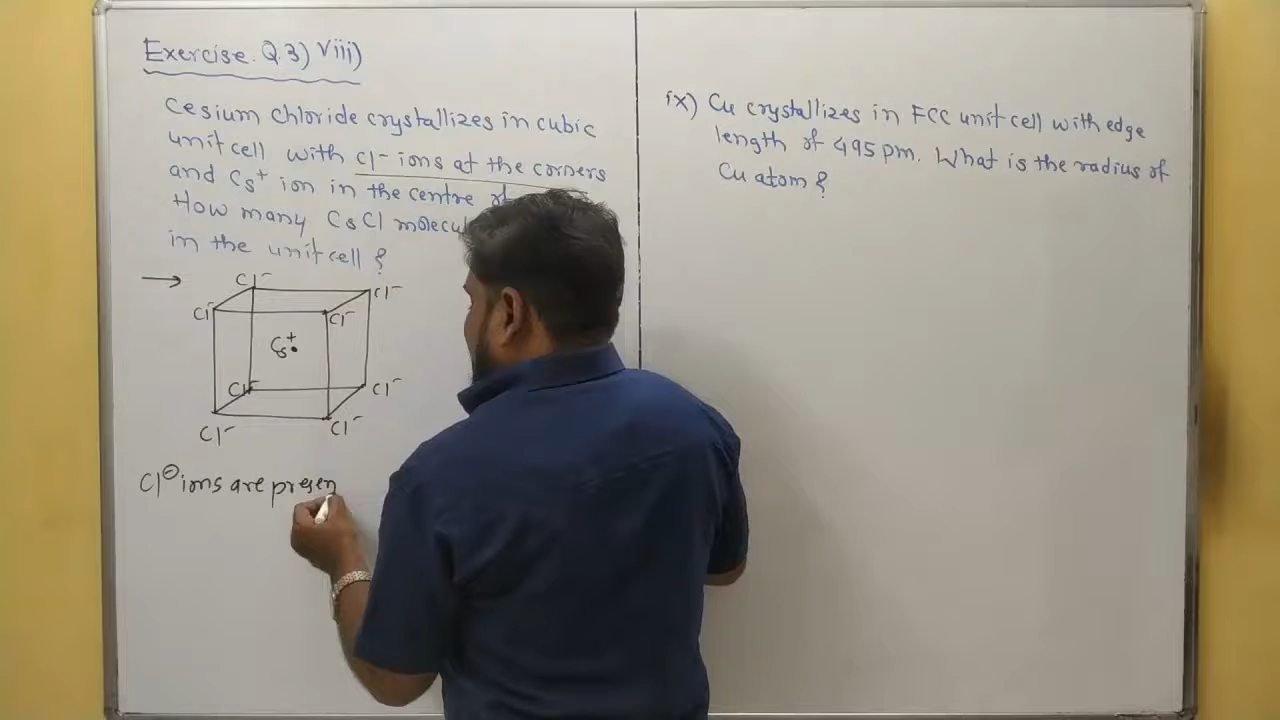 Exercise. Q.3) viii)
Cesium chloride crystallizes in cubic
unit cell with Cl- ions at the corners
and Cs+ ion in the centre of
How many CsCl molecul
in the unit cell ?
→
Cl-
Cl-
Cl-
Cl-
Cs+
Cl-
Cl-
Cl-
Cl-
Cl⊖ ions are presen
ix) Cu crystallizes in FCC unit cell with edge
length of 495 pm. What is the radius of
Cu atom ?